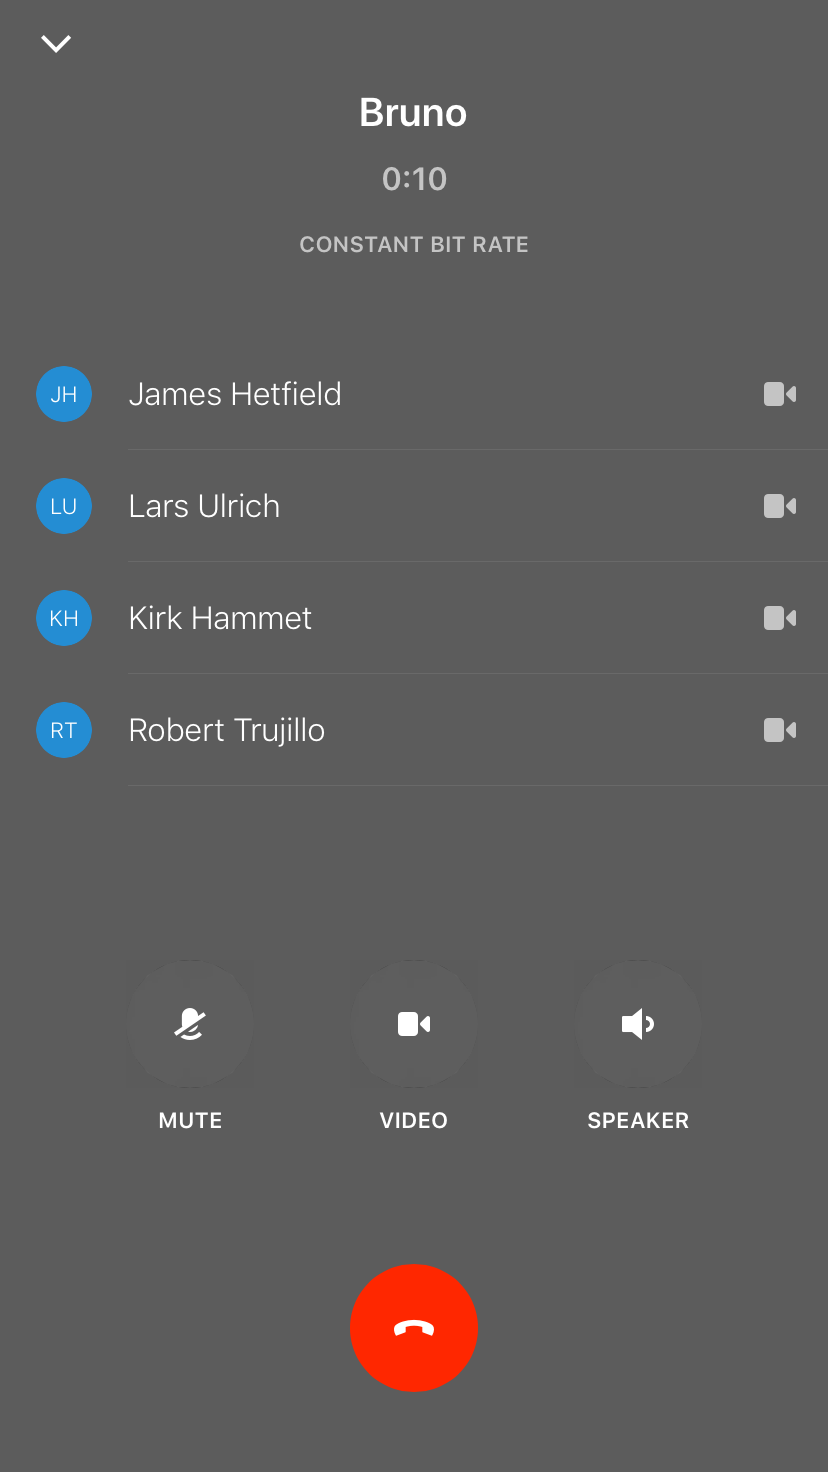 Bruno
0:10
CONSTANT BIT RATE
JH James Hetfield
LU Lars Ulrich
KH Kirk Hammet
RT Robert Trujillo
MUTE VIDEO SPEAKER